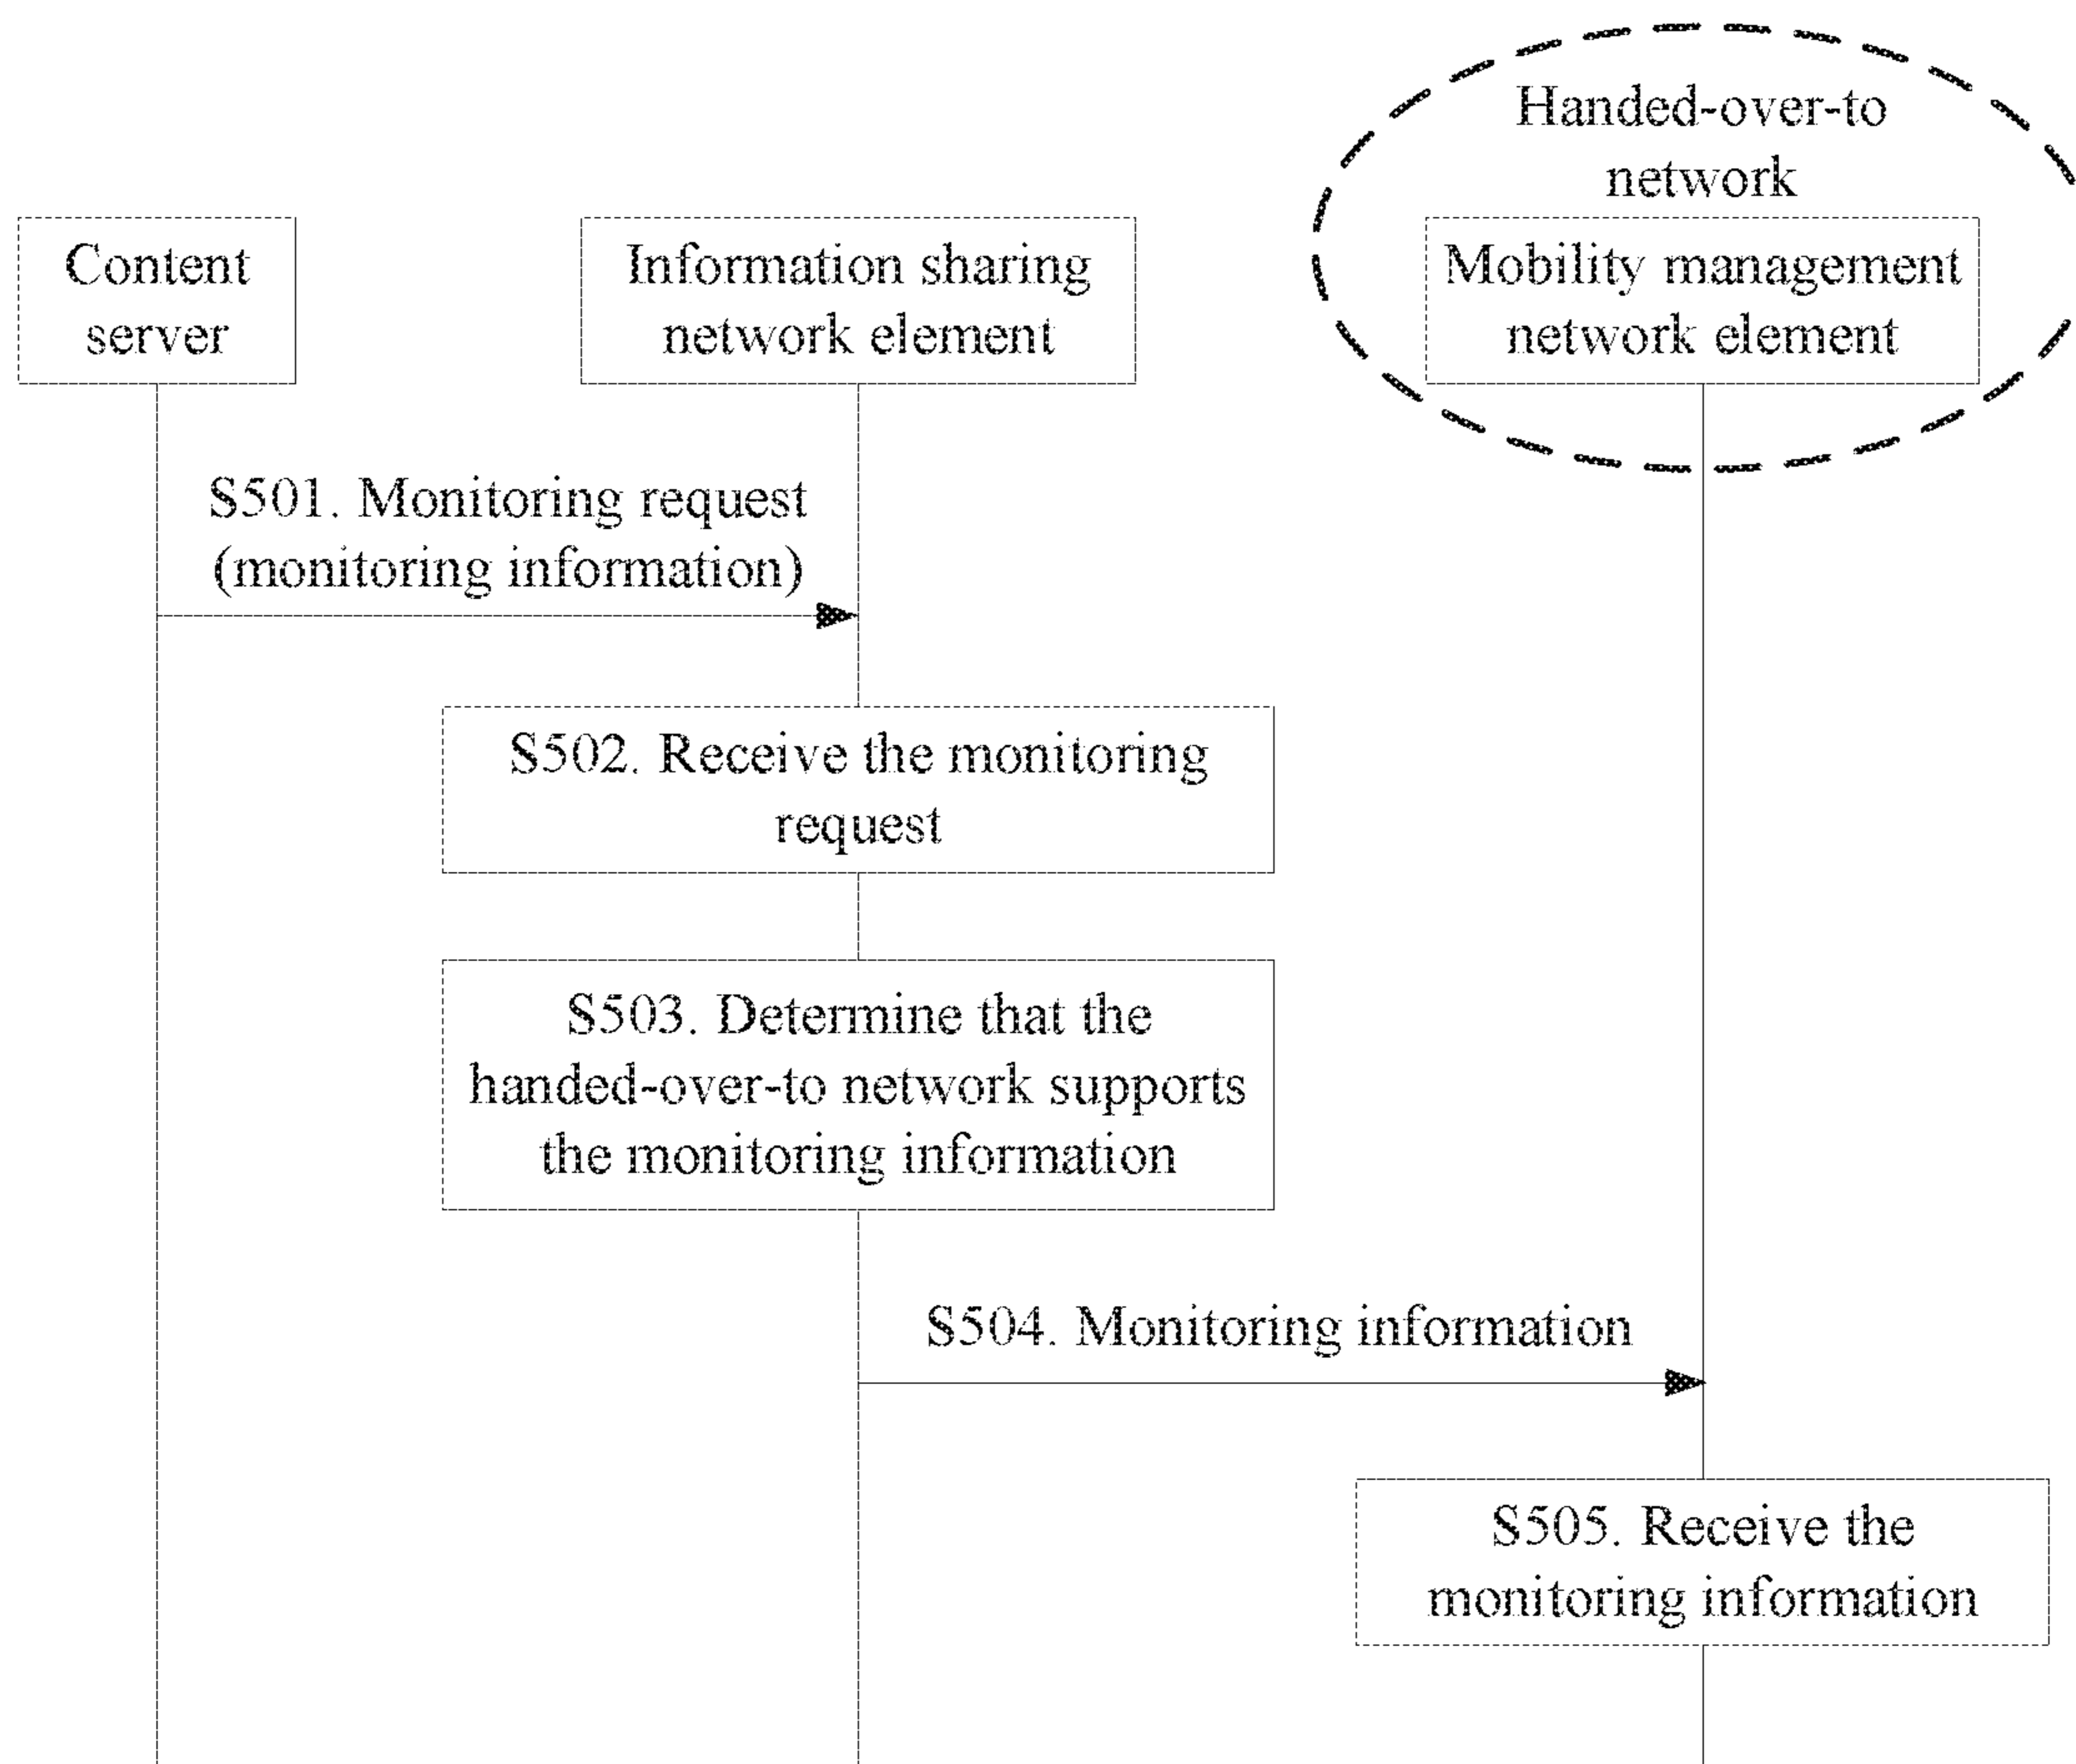 Handed-over-to
network
Content
server
Information sharing
network element
Mobility management
network element
S501. Monitoring request
(monitoring information)
S502. Receive the monitoring
request
S503. Determine that the
handed-over-to network supports
the monitoring information
S504. Monitoring information
S505. Receive the
monitoring information